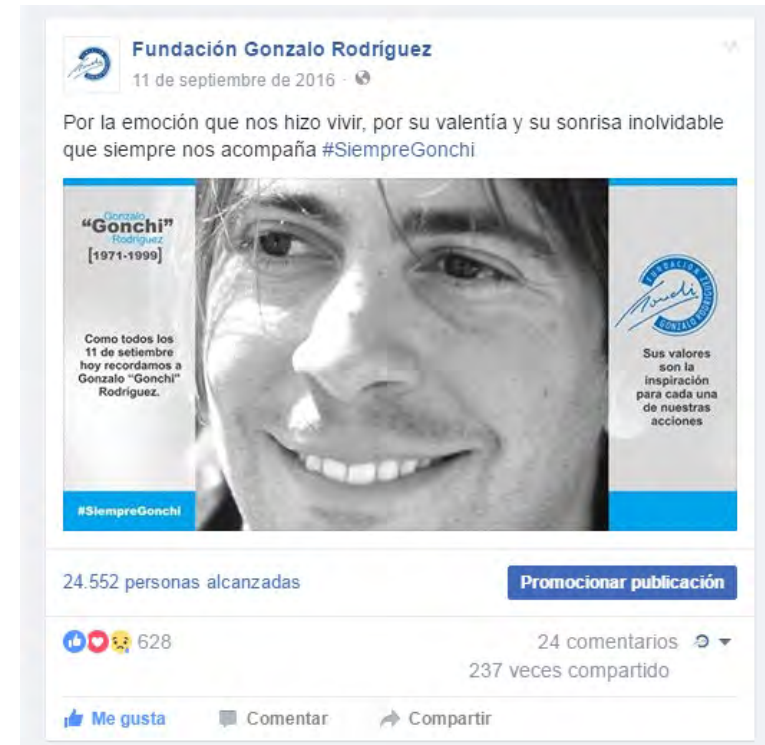 Fundación Gonzalo Rodríguez
11 de septiembre de 2016 ·
Por la emoción que nos hizo vivir, por su valentía y su sonrisa inolvidable
que siempre nos acompaña #SiempreGonchi
Gonzalo
“Gonchi”
Rodríguez
[1971-1999]
Como todos los
11 de setiembre
hoy recordamos a
Gonzalo “Gonchi”
Rodríguez.
#SiempreGonchi
FUNDACION
Gonchi
GONZALO RODRIGUEZ
Sus valores
son la
inspiración
para cada una
de nuestras
acciones
24.552 personas alcanzadas
Promocionar publicación
628
24 comentarios
237 veces compartido
Me gusta
Comentar
Compartir